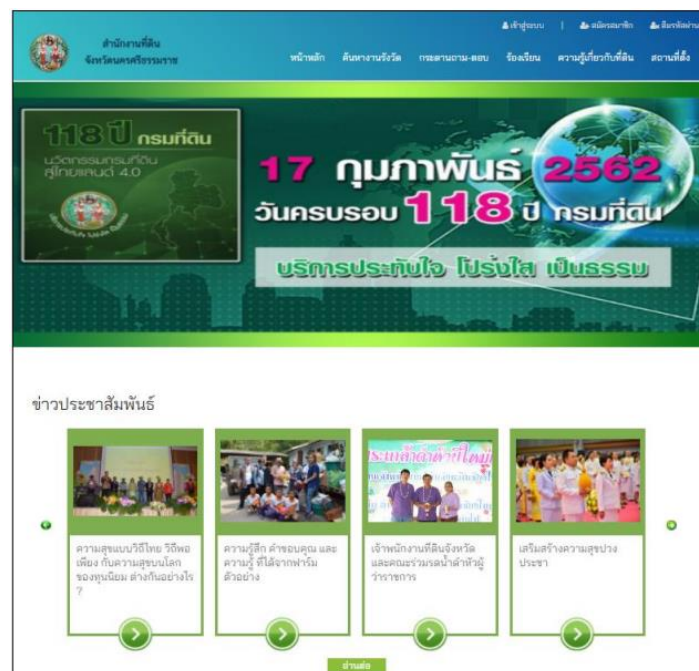 เข้าสู่ระบบ | สมัครสมาชิก ลืมรหัสผ่าน
สำนักงานที่ดิน
จังหวัดนครศรีธรรมราช
หน้าหลัก ค้นหางานรังวัด กระดานถาม-ตอบ ร้องเรียน ความรู้เกี่ยวกับที่ดิน สถานที่ตั้ง
118 ปี กรมที่ดิน
นวัตกรรมกรมที่ดิน
สู่ไทยแลนด์ 4.0
17 กุมภาพันธ์ 2562
วันครบรอบ 118 ปี กรมที่ดิน
บริการประทับใจ โปร่งใส เป็นธรรม
ข่าวประชาสัมพันธ์
ความสุขแบบวิถีไทย วิถีพอ
เพียง กับความสุขบนโลก
ของทุนนิยม ต่างกันอย่างไร
?
ความรู้สึก คำขอบคุณ และ
ความรู้ ที่ได้จากฟาร์ม
ตัวอย่าง
เจ้าพนักงานที่ดินจังหวัด
และคณะร่วมรดน้ำดำหัวผู้
ว่าราชการ
เสริมสร้างความสุขปวง
ประชา
อ่านต่อ